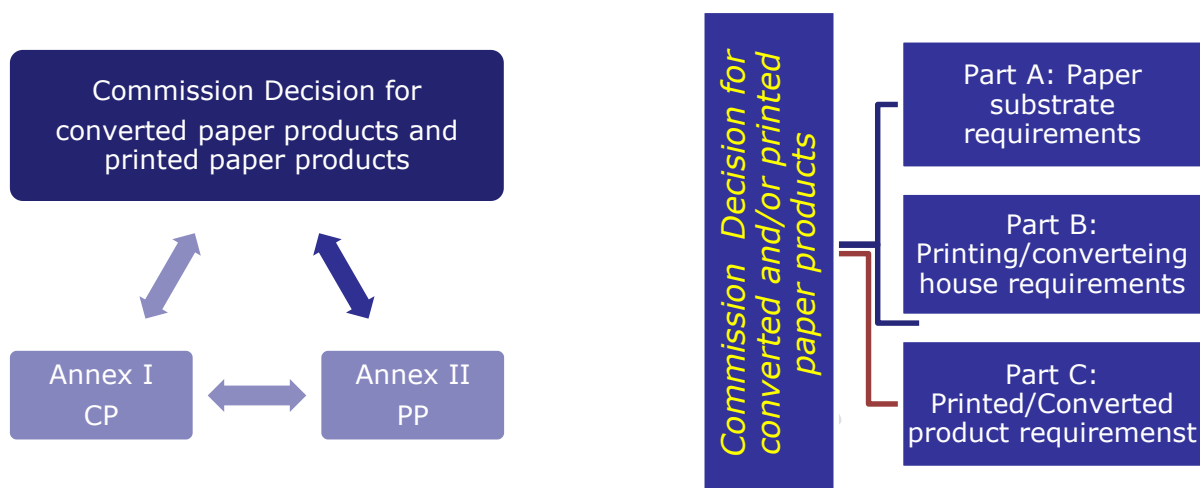 Commission Decision for
converted paper products and
printed paper products
Annex I
CP
Annex II
PP
Commission Decision for
converted and/or printed
paper products
Part A: Paper
substrate
requirements
Part B:
Printing/converteing
house requirements
Part C:
Printed/Converted
product requiremenst